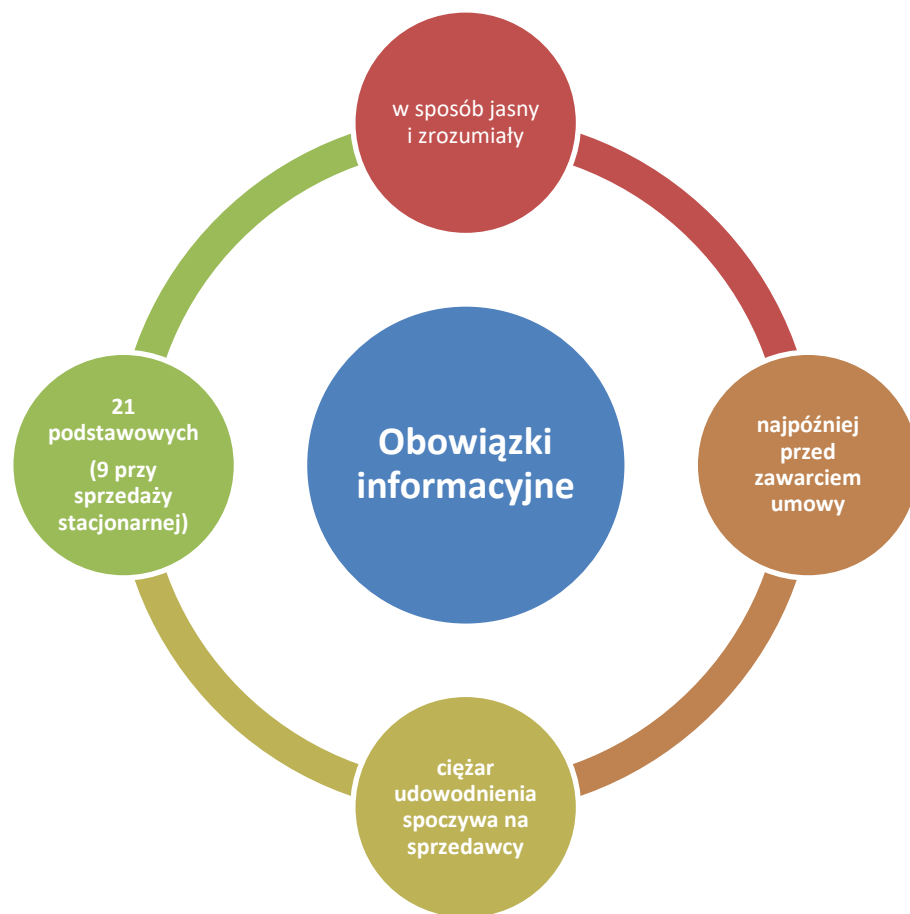 w sposób jasny
i zrozumiały
21
podstawowych
(9 przy
sprzedaży
stacjonarnej)
Obowiązki
informacyjne
najpóźniej
przed
zawarciem
umowy
ciężar
udowodnienia
spoczywa na
sprzedawcy